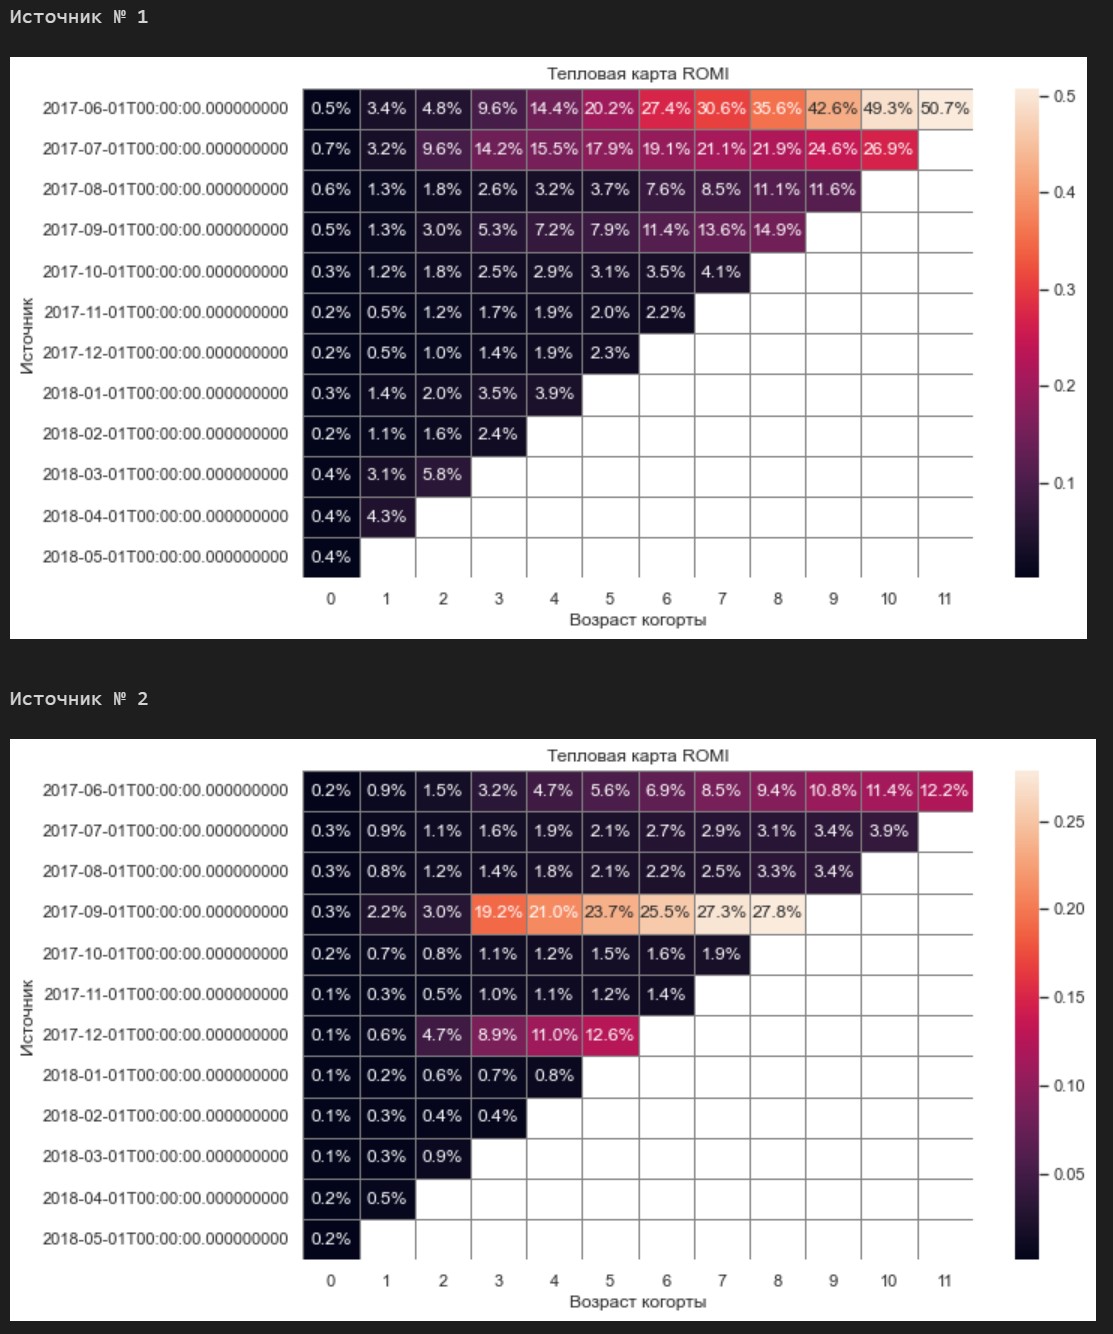 Источник № 1
Тепловая карта ROMI
2017-06-01T00:00:00.000000000 0.5% 3.4% 4.8% 9.6% 14.4% 20.2% 27.4% 30.6% 35.6% 42.6% 49.3% 50.7%
2017-07-01T00:00:00.000000000 0.7% 3.2% 9.6% 14.2% 15.5% 17.9% 19.1% 21.1% 21.9% 24.6% 26.9%
2017-08-01T00:00:00.000000000 0.6% 1.3% 1.8% 2.6% 3.2% 3.7% 7.6% 8.5% 11.1% 11.6%
2017-09-01T00:00:00.000000000 0.5% 1.3% 3.0% 5.3% 7.2% 7.9% 11.4% 13.6% 14.9%
2017-10-01T00:00:00.000000000 0.3% 1.2% 1.8% 2.5% 2.9% 3.1% 3.5% 4.1%
2017-11-01T00:00:00.000000000 0.2% 0.5% 1.2% 1.7% 1.9% 2.0% 2.2%
2017-12-01T00:00:00.000000000 0.2% 0.5% 1.0% 1.4% 1.9% 2.3%
2018-01-01T00:00:00.000000000 0.3% 1.4% 2.0% 3.5% 3.9%
2018-02-01T00:00:00.000000000 0.2% 1.1% 1.6% 2.4%
2018-03-01T00:00:00.000000000 0.4% 3.1% 5.8%
2018-04-01T00:00:00.000000000 0.4% 4.3%
2018-05-01T00:00:00.000000000 0.4%
Источник
0 1 2 3 4 5 6 7 8 9 10 11
Возраст когорты
0.5
0.4
0.3
0.2
0.1
Источник № 2
Тепловая карта ROMI
2017-06-01T00:00:00.000000000 0.2% 0.9% 1.5% 3.2% 4.7% 5.6% 6.9% 8.5% 9.4% 10.8% 11.4% 12.2%
2017-07-01T00:00:00.000000000 0.3% 0.9% 1.1% 1.6% 1.9% 2.1% 2.7% 2.9% 3.1% 3.4% 3.9%
2017-08-01T00:00:00.000000000 0.3% 0.8% 1.2% 1.4% 1.8% 2.1% 2.2% 2.5% 3.3% 3.4%
2017-09-01T00:00:00.000000000 0.3% 2.2% 3.0% 19.2% 21.0% 23.7% 25.5% 27.3% 27.8%
2017-10-01T00:00:00.000000000 0.2% 0.7% 0.8% 1.1% 1.2% 1.5% 1.6% 1.9%
2017-11-01T00:00:00.000000000 0.1% 0.3% 0.5% 1.0% 1.1% 1.2% 1.4%
2017-12-01T00:00:00.000000000 0.1% 0.6% 4.7% 8.9% 11.0% 12.6%
2018-01-01T00:00:00.000000000 0.1% 0.2% 0.6% 0.7% 0.8%
2018-02-01T00:00:00.000000000 0.1% 0.3% 0.4% 0.4%
2018-03-01T00:00:00.000000000 0.1% 0.3% 0.9%
2018-04-01T00:00:00.000000000 0.2% 0.5%
2018-05-01T00:00:00.000000000 0.2%
Источник
0 1 2 3 4 5 6 7 8 9 10 11
Возраст когорты
0.25
0.20
0.15
0.10
0.05